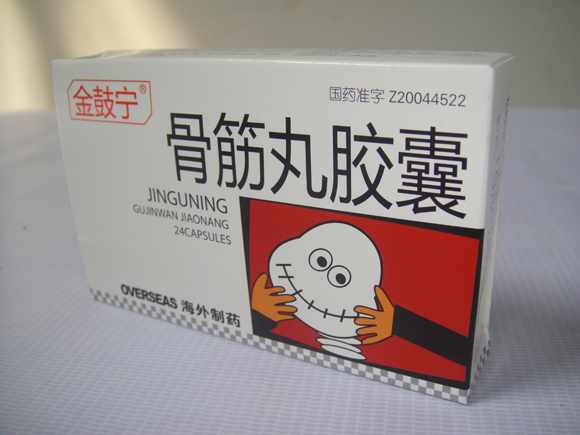 金鼓宁®
国药准字 Z20044522
骨筋丸胶囊
JINGUNING
GUJINWAN JIAONANG
24CAPSULES
OVERSEAS 海外制药